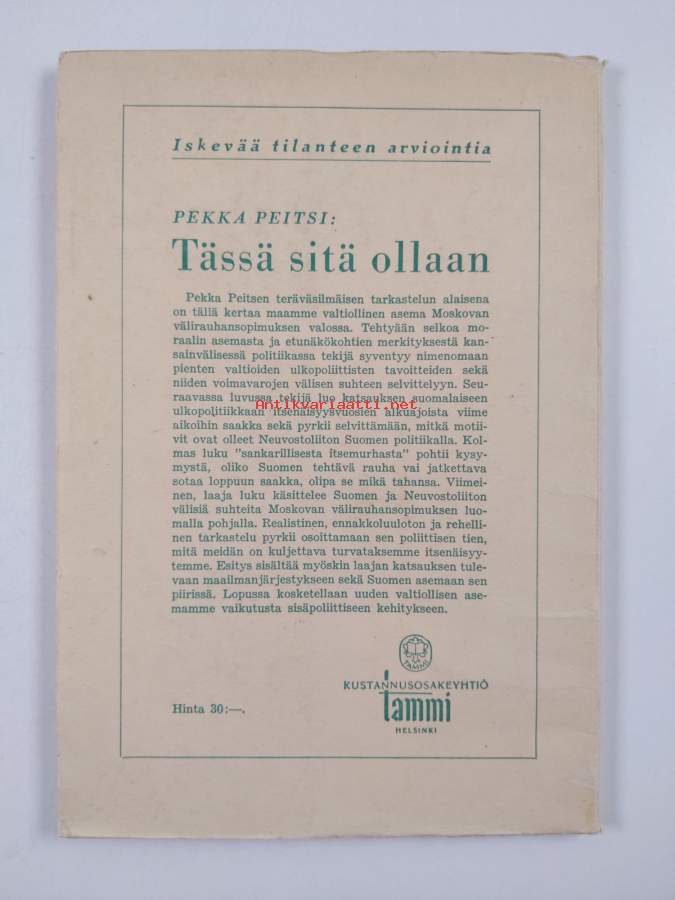 Iskevää tilanteen arviointia
PEKKA PEITSI:
Tässä sitä ollaan
Pekka Peitsen teräväsilmäisen tarkastelun alaisena
on tällä kertaa maamme valtiollinen asema Moskovan
välirauhansopimuksen valossa. Tehtyään selkoa mo-
raalin asemasta ja etunäkökohtien merkityksestä kan-
sainvälisessä politiikassa tekijä syventyy nimenomaan
pienten valtioiden ulkopoliittisten tavoitteiden sekä
niiden voimavarojen välisen suhteen selvittelyyn. Seu-
raavassa luvussa tekijä luo katsauksen suomalaiseen
Antikvariaatti.net
ulkopolitiikkaan itsenäisyysvuosien alkuajoista viime
aikoihin saakka sekä pyrkii selvittämään, mitkä motii-
vit ovat olleet Neuvostoliiton Suomen politiikalla. Kol-
mas luku "sankarillisesta itsemurhasta" pohtii kysy-
mystä, oliko Suomen tehtävä rauha vai jatkettava
sotaa loppuun saakka, olipa se mikä tahansa. Viimei-
nen, laaja luku käsittelee Suomen ja Neuvostoliiton
välisiä suhteita Moskovan välirauhansopimuksen luo-
malla pohjalla. Realistinen, ennakkoluuloton ja rehelli-
nen tarkastelu pyrkii osoittamaan sen poliittisen tien,
mitä meidän on kuljettava turvataksemme itsenäisyy-
temme. Esitys sisältää myöskin laajan katsauksen tule-
vaan maailmanjärjestykseen sekä Suomen asemaan sen
piirissä. Lopussa kosketellaan uuden valtiollisen ase-
mamme vaikutusta sisäpoliittiseen kehitykseen.
TAMMI
KUSTANNUSOSAKEYHTIÖ
tammi
HELSINKI
Hinta 30:—.